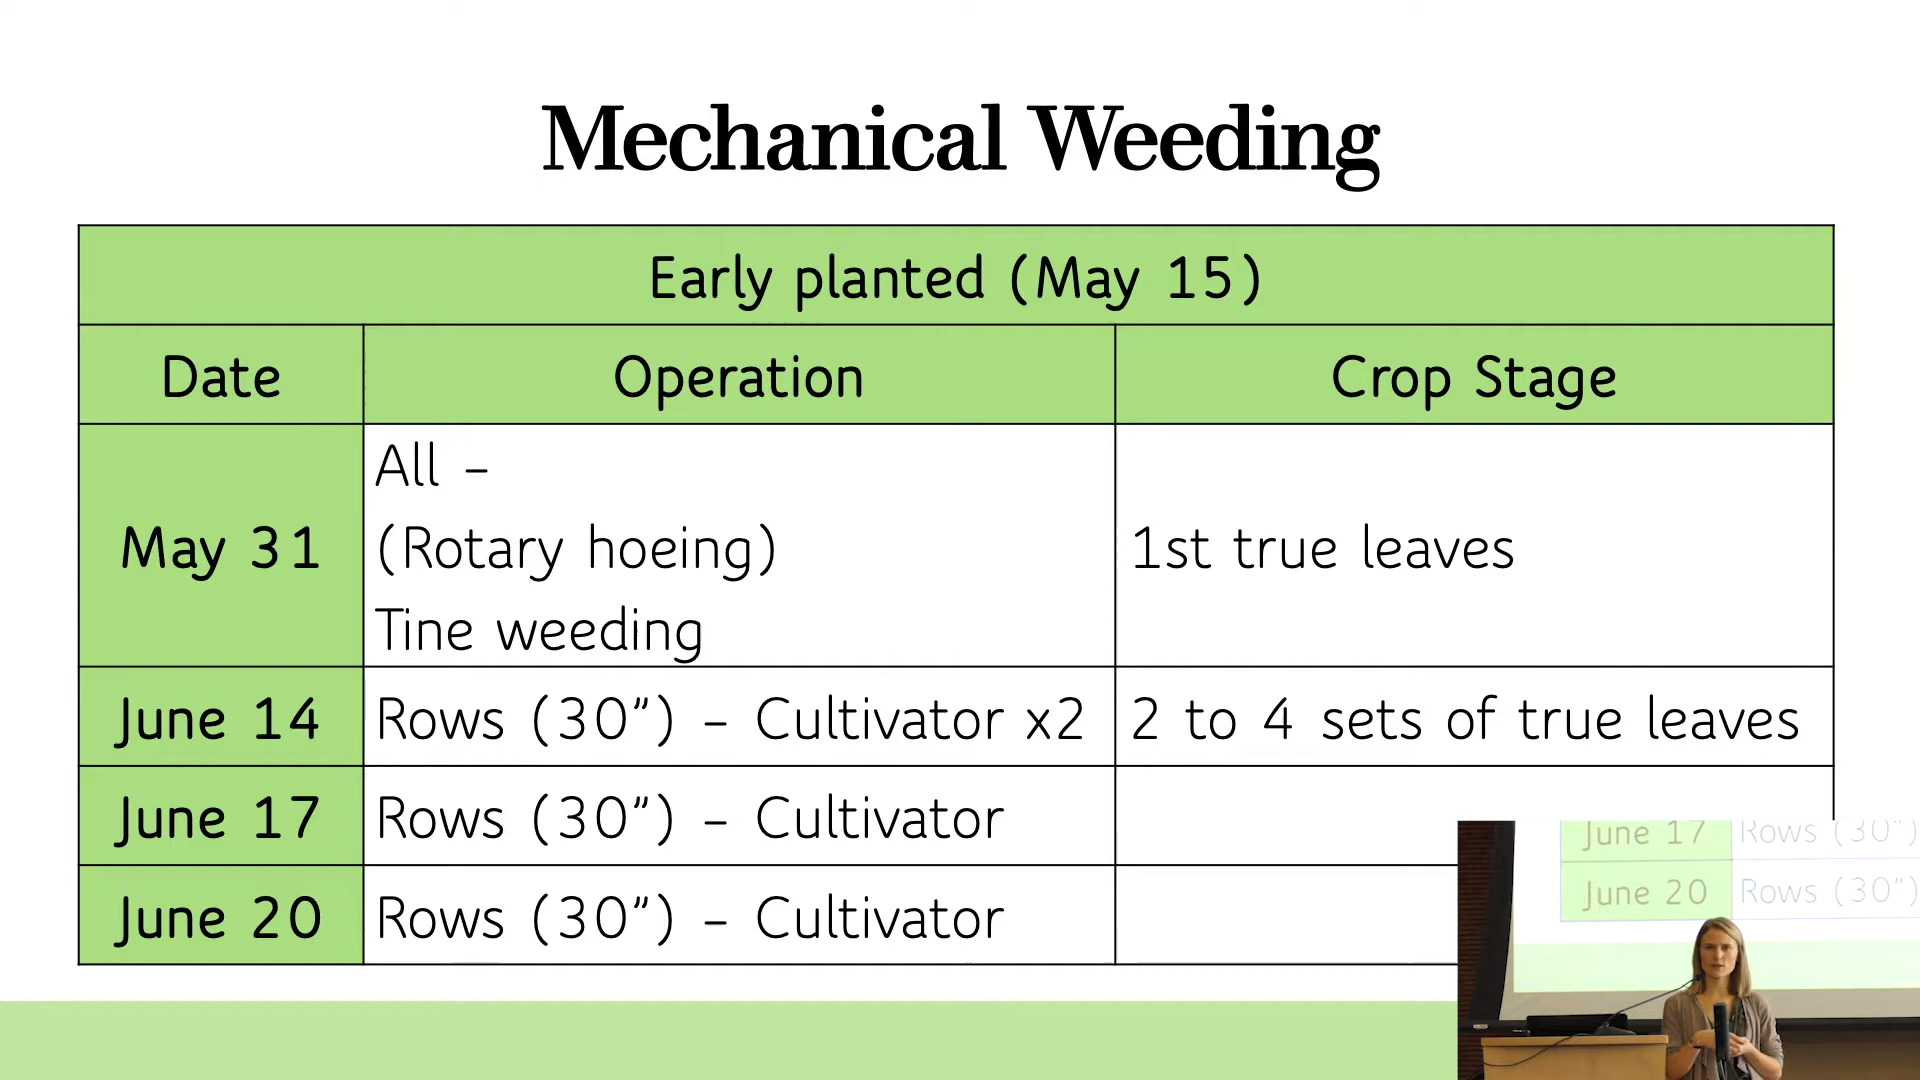 Mechanical Weeding
Early planted (May 15)
Date Operation Crop Stage
All –
May 31 (Rotary hoeing) 1st true leaves
Tine weeding
June 14 Rows (30”) – Cultivator x2 2 to 4 sets of true leaves
June 17 Rows (30”) – Cultivator
June 20 Rows (30”) – Cultivator
June 17 Rows (30”)
June 20 Rows (30”)